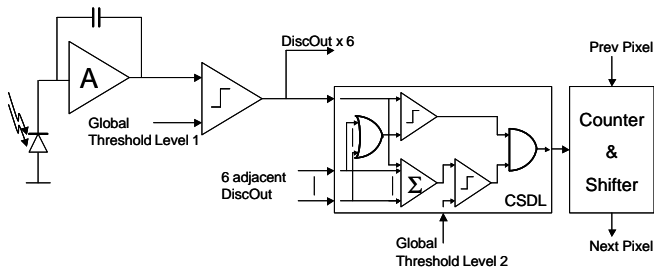 DiscOut x 6
A
Global
Threshold Level 1
6 adjacent
DiscOut
Σ
CSDL
Global
Threshold Level 2
Prev Pixel
Counter
&
Shifter
Next Pixel